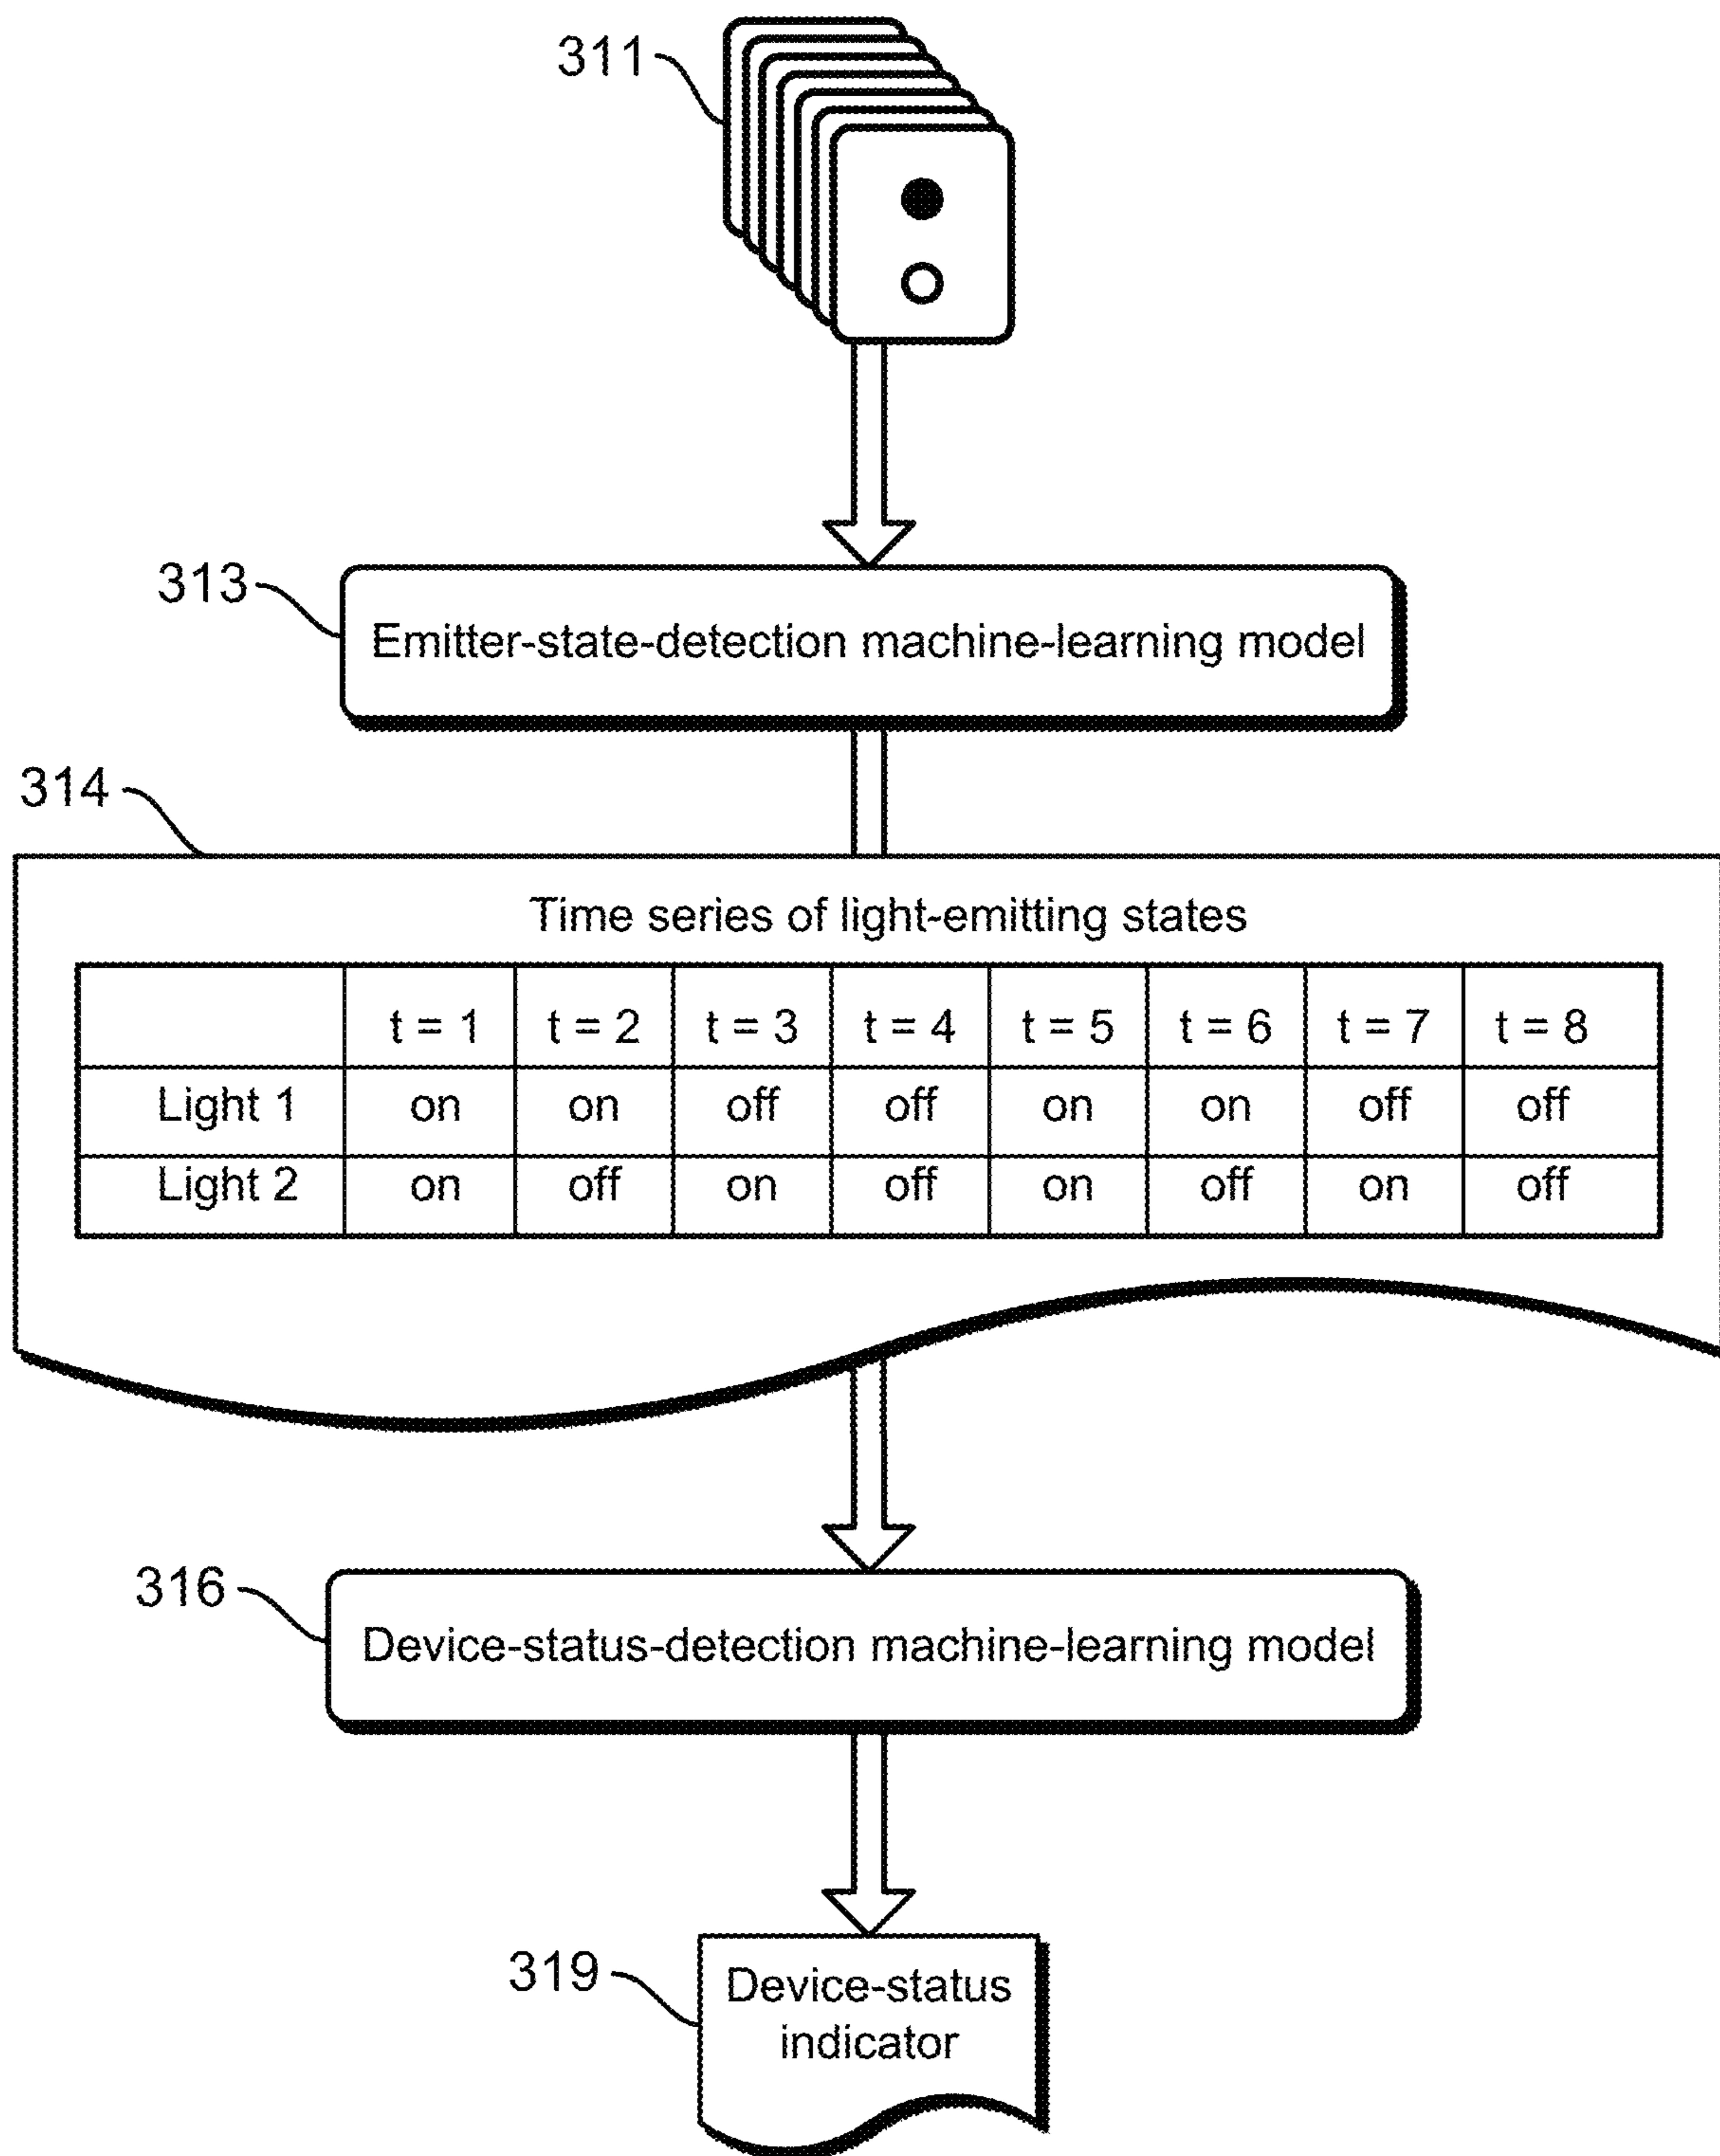 311
313
Emitter-state-detection machine-learning model
314
Time series of light-emitting states
t = 1 t = 2 t = 3 t = 4 t = 5 t = 6 t = 7 t = 8
Light 1 on on off off on on off off
Light 2 on off on off on off on off
316
Device-status-detection machine-learning model
319
Device-status
indicator